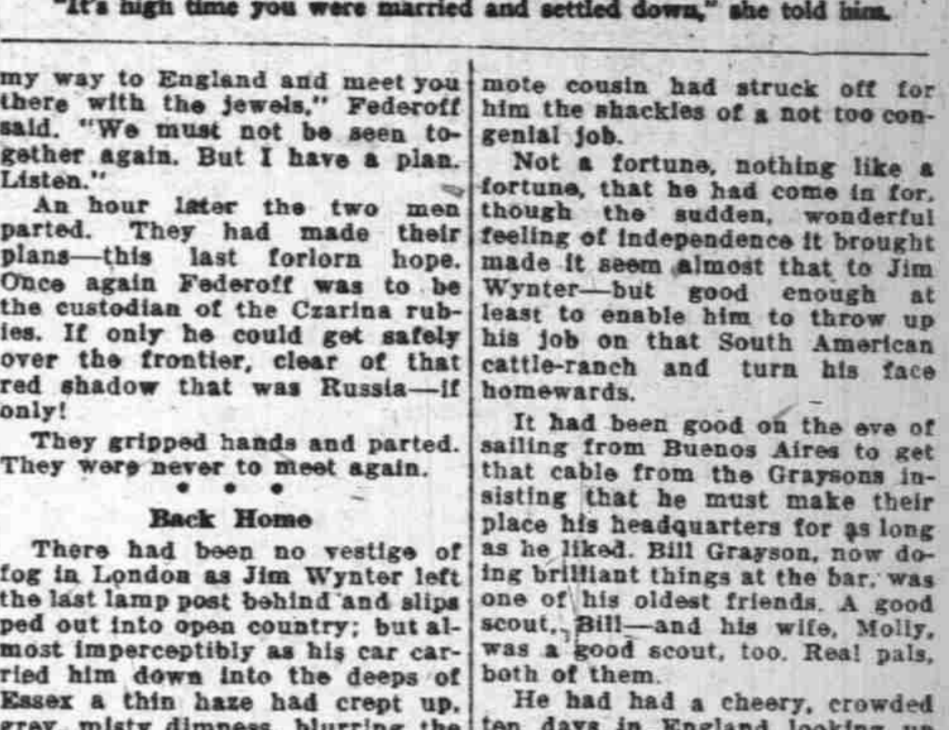 "It's high time you were married and settled down," she told him.
my way to England and meet you
there with the jewels," Federoff
said. "We must not be seen to-
gether again. But I have a plan.
Listen."
An hour later the two men
parted. They had made their
plans—this last forlorn hope.
Once again Federoff was to be
the custodian of the Czarina rub-
ies. If only he could get safely
over the frontier, clear of that
red shadow that was Russia—if
only!
They gripped hands and parted.
They were never to meet again.
• • •
Back Home
There had been no vestige of
fog in London as Jim Wynter left
the last lamp post behind and slips
ped out into open country; but al-
most imperceptibly as his car car-
ried him down into the deeps of
Essex a thin haze had crept up,
grey, misty dimness, blurring the
mote cousin had struck off for
him the shackles of a not too con-
genial job.
Not a fortune, nothing like a
fortune, that he had come in for,
though the sudden, wonderful
feeling of independence it brought
made it seem almost that to Jim
Wynter—but good enough at
least to enable him to throw up
his job on that South American
cattle-ranch and turn his face
homewards.
It had been good on the eve of
sailing from Buenos Aires to get
that cable from the Graysons in-
sisting that he must make their
place his headquarters for as long
as he liked. Bill Grayson, now do-
ing brilliant things at the bar, was
one of his oldest friends. A good
scout, Bill—and his wife, Molly,
was a good scout, too. Real pals,
both of them.
He had had a cheery, crowded
ten days in England looking up